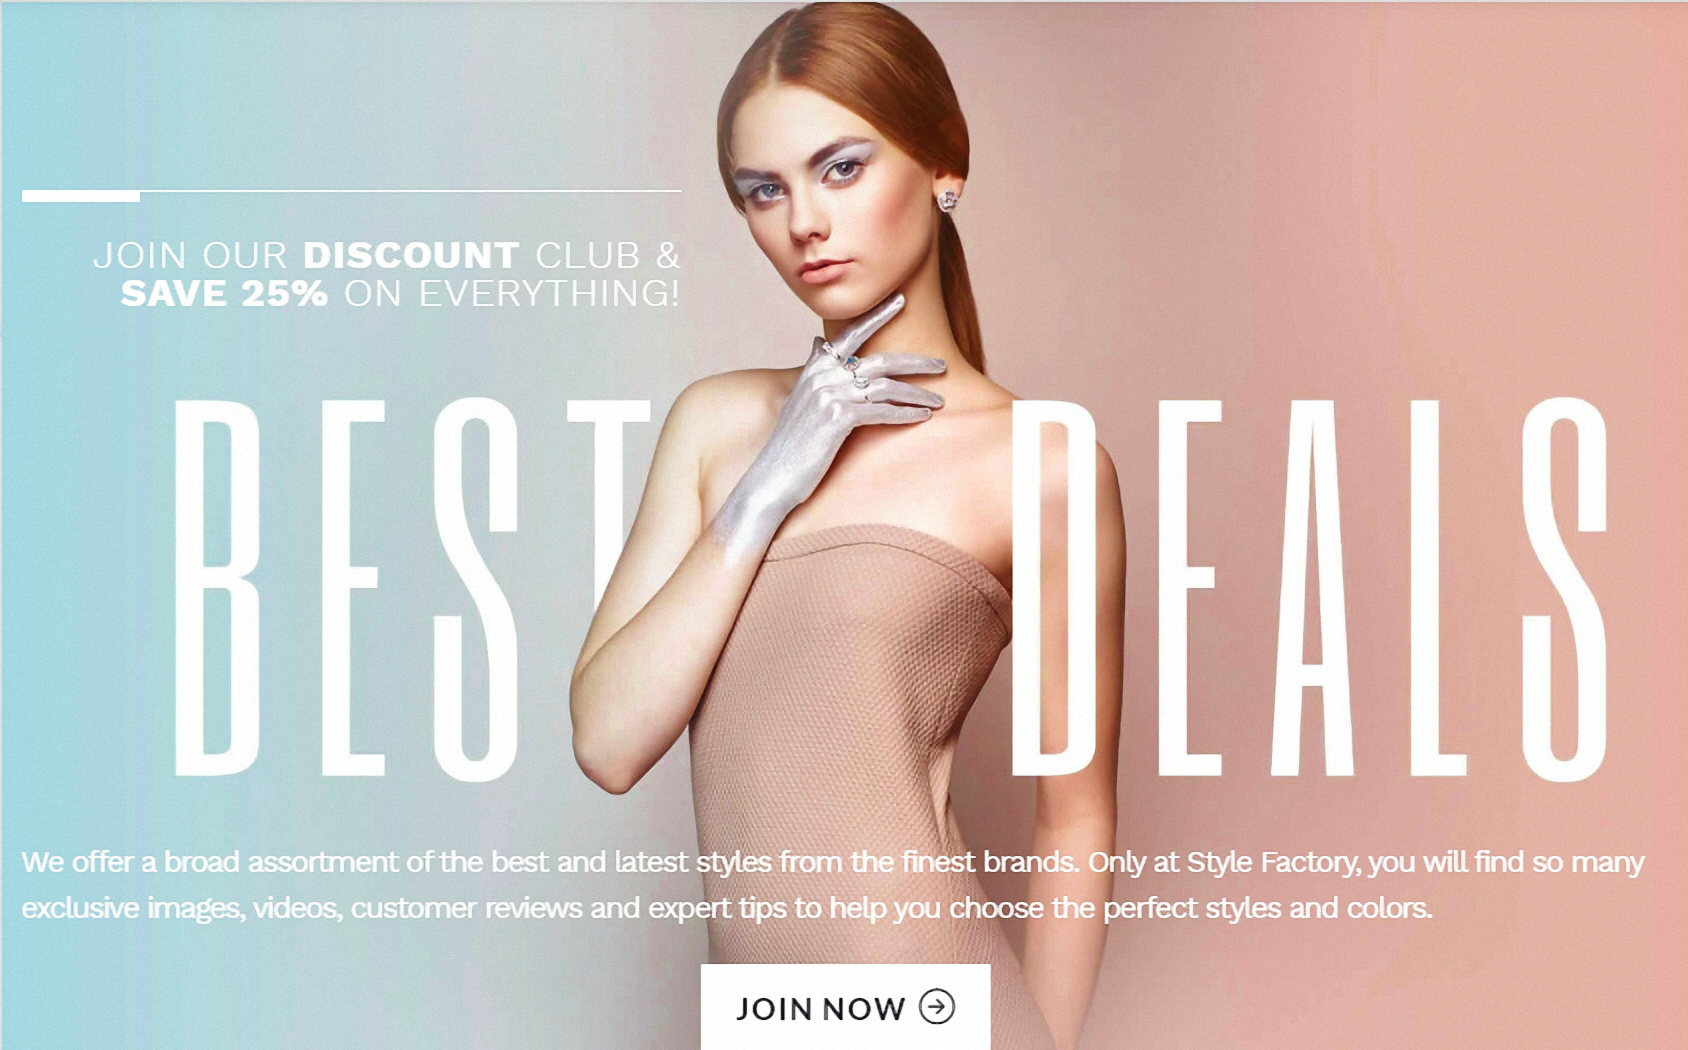 JOIN OUR DISCOUNT CLUB &
SAVE 25% ON EVERYTHING!
BEST DEALS
We offer a broad assortment of the best and latest styles from the finest brands. Only at Style Factory, you will find so many
exclusive images, videos, customer reviews and expert tips to help you choose the perfect styles and colors.
JOIN NOW